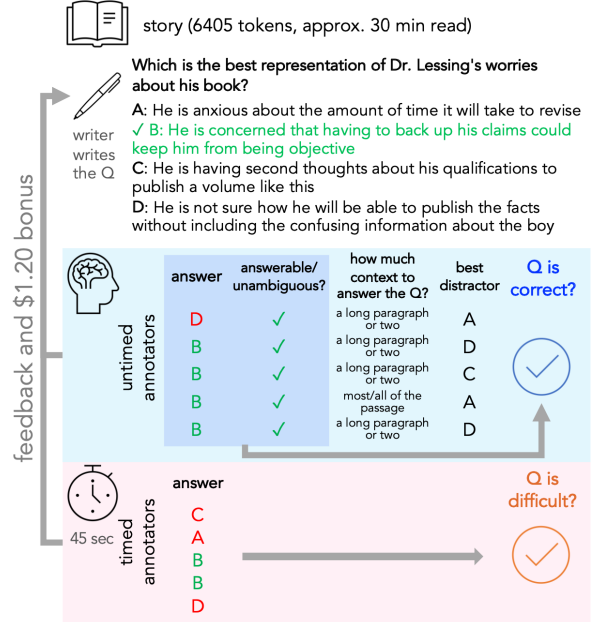 story (6405 tokens, approx. 30 min read)
Which is the best representation of Dr. Lessing's worries
about his book?
A: He is anxious about the amount of time it will take to revise
✓ B: He is concerned that having to back up his claims could
keep him from being objective
C: He is having second thoughts about his qualifications to
publish a volume like this
D: He is not sure how he will be able to publish the facts
without including the confusing information about the boy
writer
writes
the Q
feedback and $1.20 bonus
untimed
annotators
answer
answerable/
unambiguous?
how much
context to
answer the Q?
best
distractor
Q is
correct?
D ✓ a long paragraph
or two A
B ✓ a long paragraph
or two D
B ✓ a long paragraph
or two C
B ✓ most/all of the
passage A
B ✓ a long paragraph
or two D
45 sec
timed
annotators
answer
C
A
B
B
D
Q is
difficult?